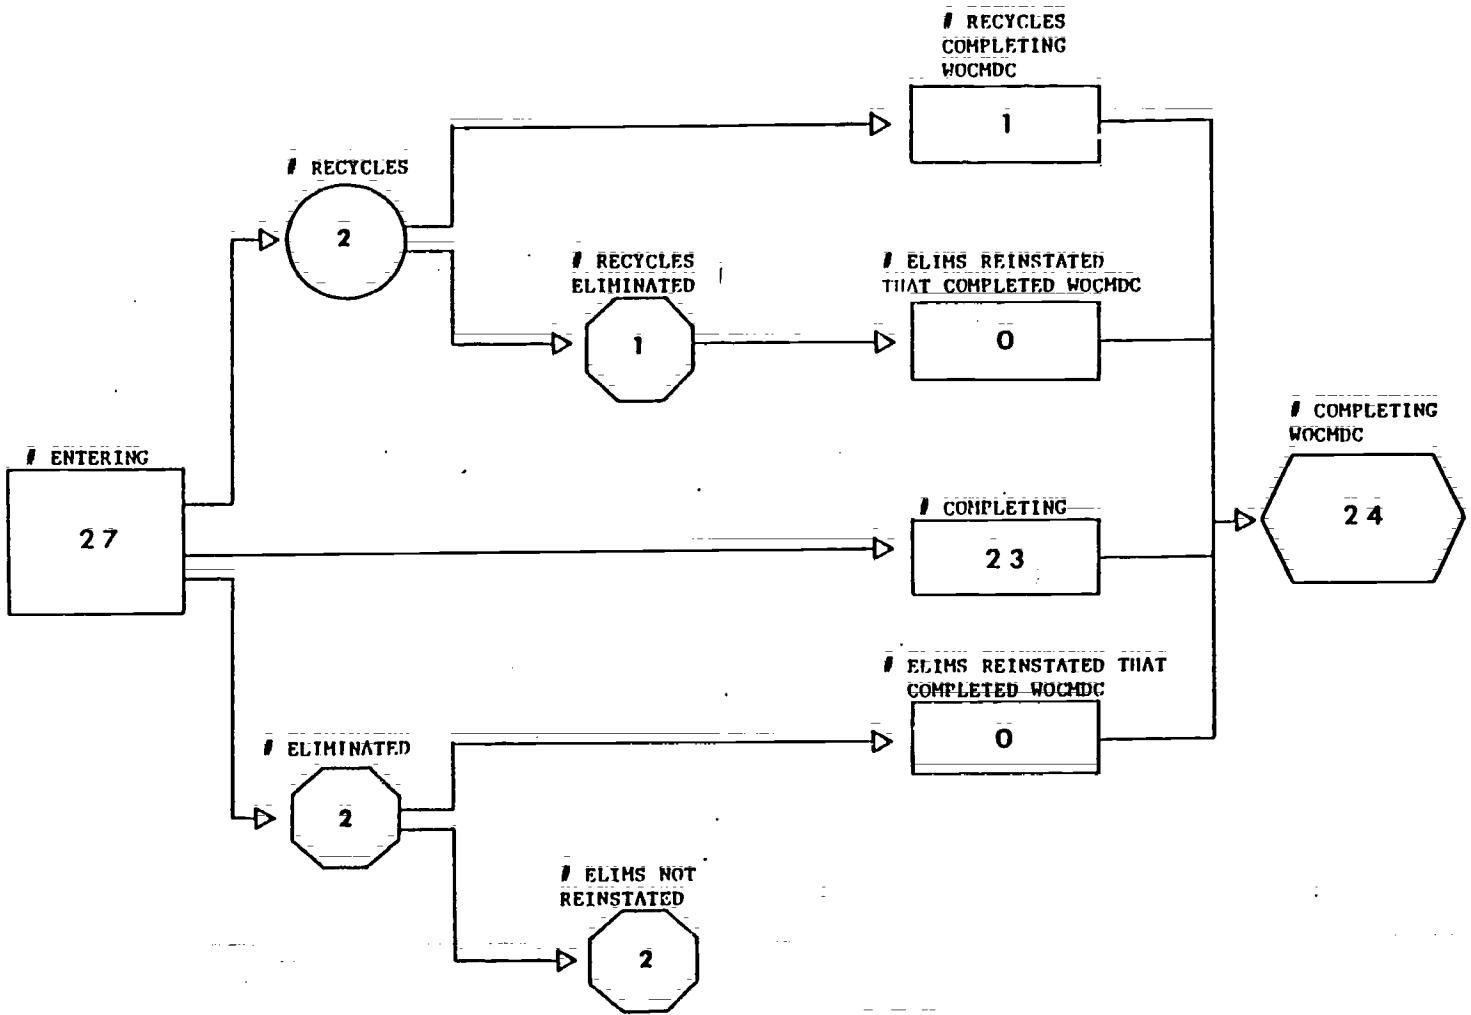 # RECYCLES
COMPLETING
WOCMDC
1
# RECYCLES
2
# RECYCLES
ELIMINATED
1
# ELIMS REINSTATED
THAT COMPLETED WOCMDC
0
# ENTERING
27
# COMPLETING
23
# COMPLETING
WOCMDC
24
# ELIMS REINSTATED THAT
COMPLETED WOCMDC
0
# ELIMINATED
2
# ELIMS NOT
REINSTATED
2